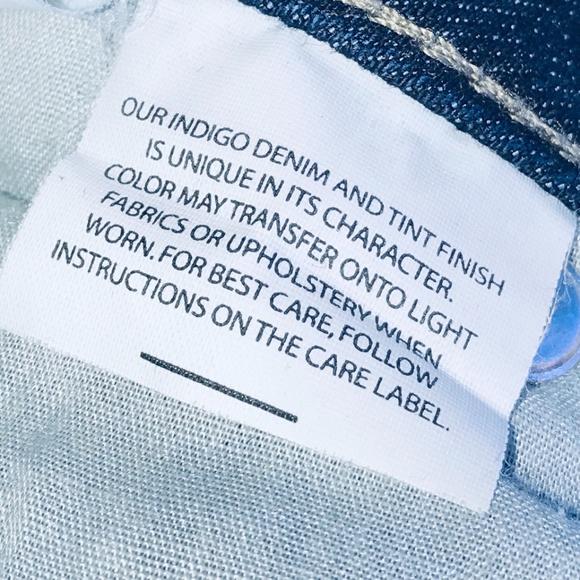 OUR INDIGO DENIM AND TINT FINISH
IS UNIQUE IN ITS CHARACTER.
COLOR MAY TRANSFER ONTO LIGHT
FABRICS OR UPHOLSTERY WHEN
WORN. FOR BEST CARE, FOLLOW
INSTRUCTIONS ON THE CARE LABEL.